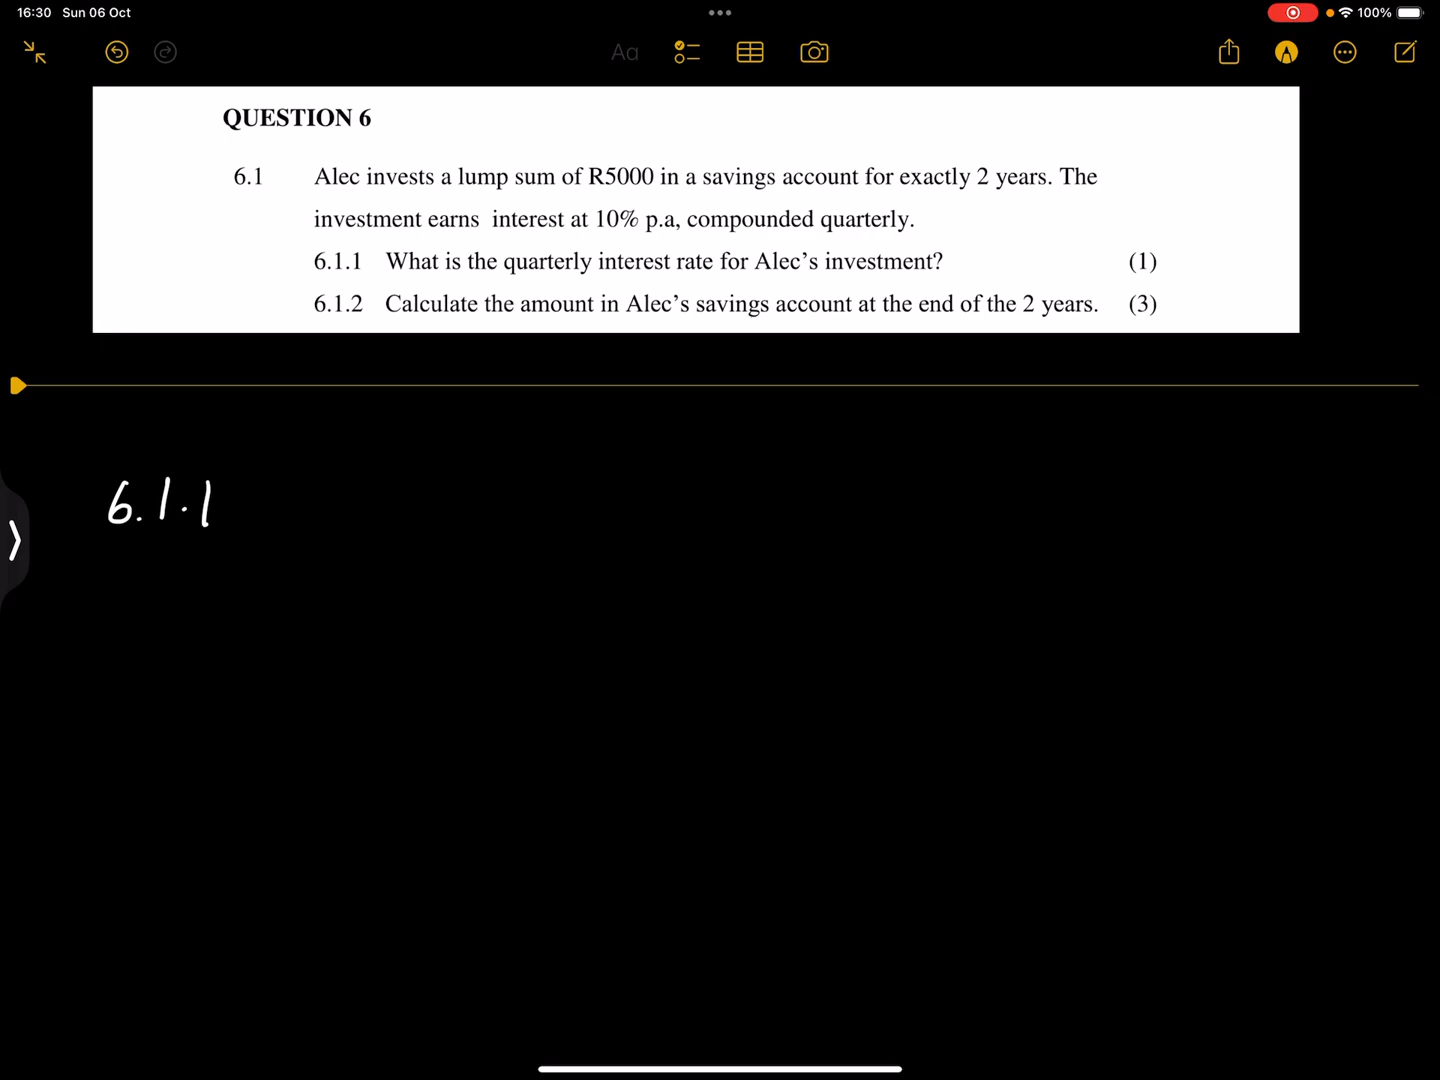 16:30 Sun 06 Oct
100%
Aa
QUESTION 6
6.1 Alec invests a lump sum of R5000 in a savings account for exactly 2 years. The
investment earns interest at 10% p.a, compounded quarterly.
6.1.1 What is the quarterly interest rate for Alec’s investment? (1)
6.1.2 Calculate the amount in Alec’s savings account at the end of the 2 years. (3)
6.1.1